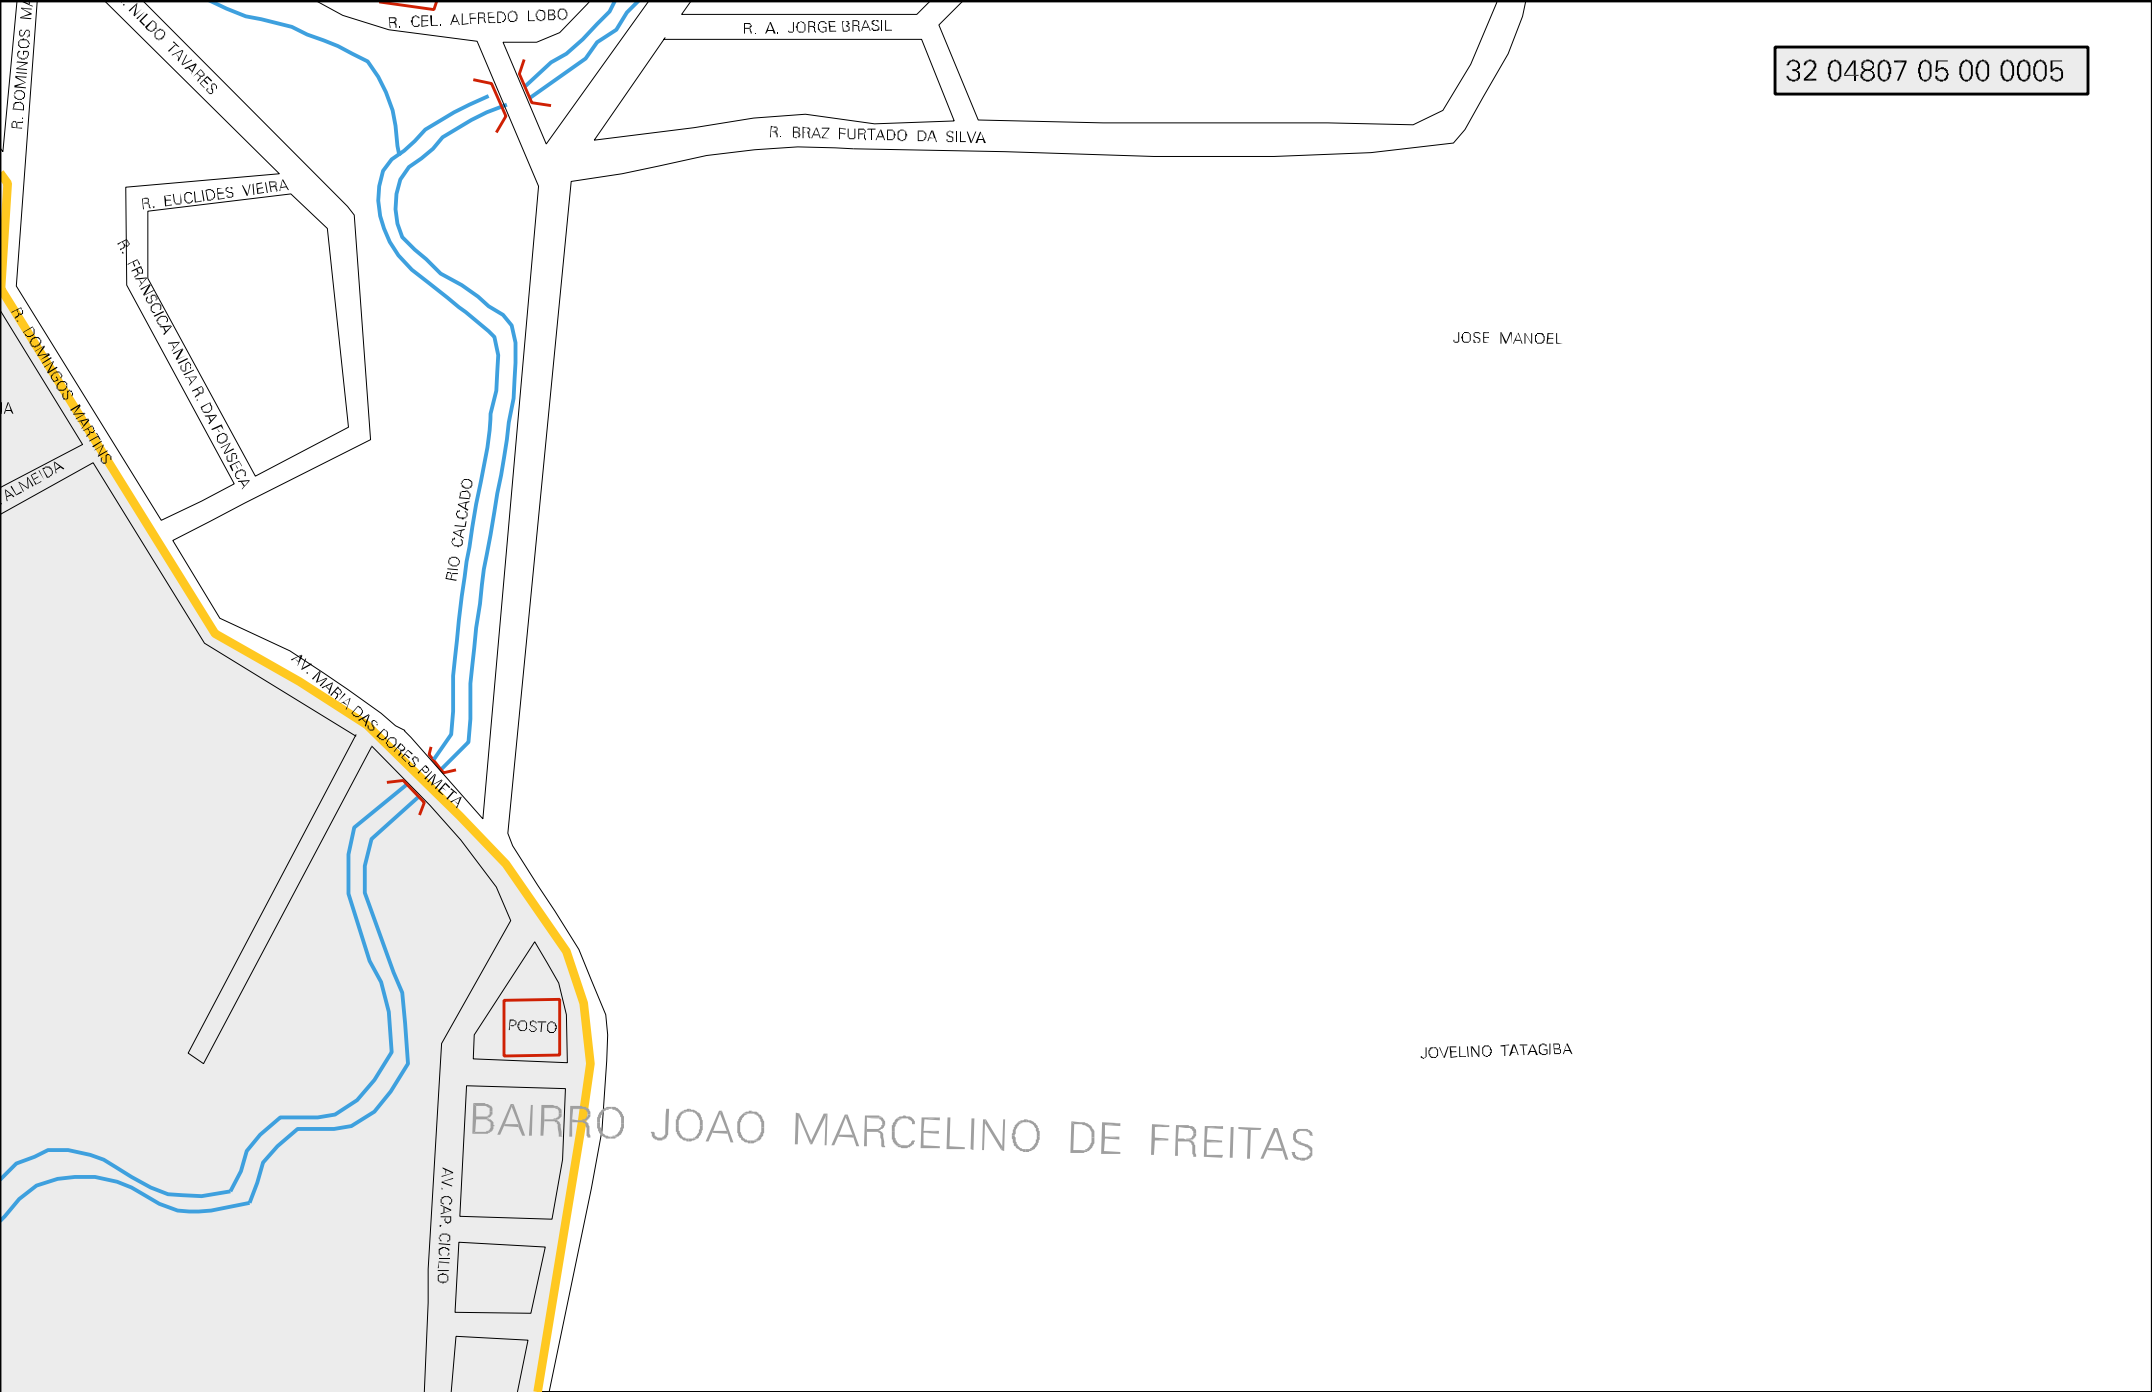 R. DOMINGOS
NILDO TAVARES
R. CEL. ALFREDO LOBO
R. A. JORGE BRASIL
32 04807 05 00 0005
R. BRAZ FURTADO DA SILVA
R. EUCLIDES VIEIRA
R. FRANSCICA ANISIA R. DA FONSECA
R. DOMINGOS MARTINS
JOSE MANOEL
ALMEIDA
RIO CALCADO
AV. MARIA DAS DORES PIMETA
POSTO
JOVELINO TATAGIBA
BAIRRO JOAO MARCELINO DE FREITAS
AV. CAP. CICILIO